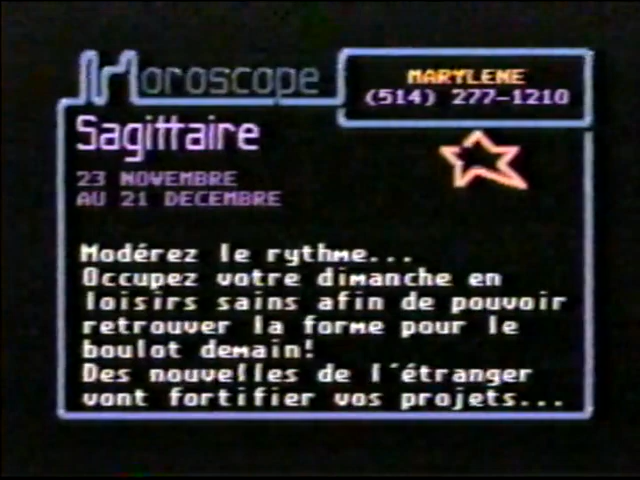 Horoscope
MARYLENE
(514) 277-1210
Sagittaire
23 NOVEMBRE
AU 21 DECEMBRE
Modérez le rythme...
Occupez votre dimanche en
loisirs sains afin de pouvoir
retrouver la forme pour le
boulot demain!
Des nouvelles de l'étranger
vont fortifier vos projets...